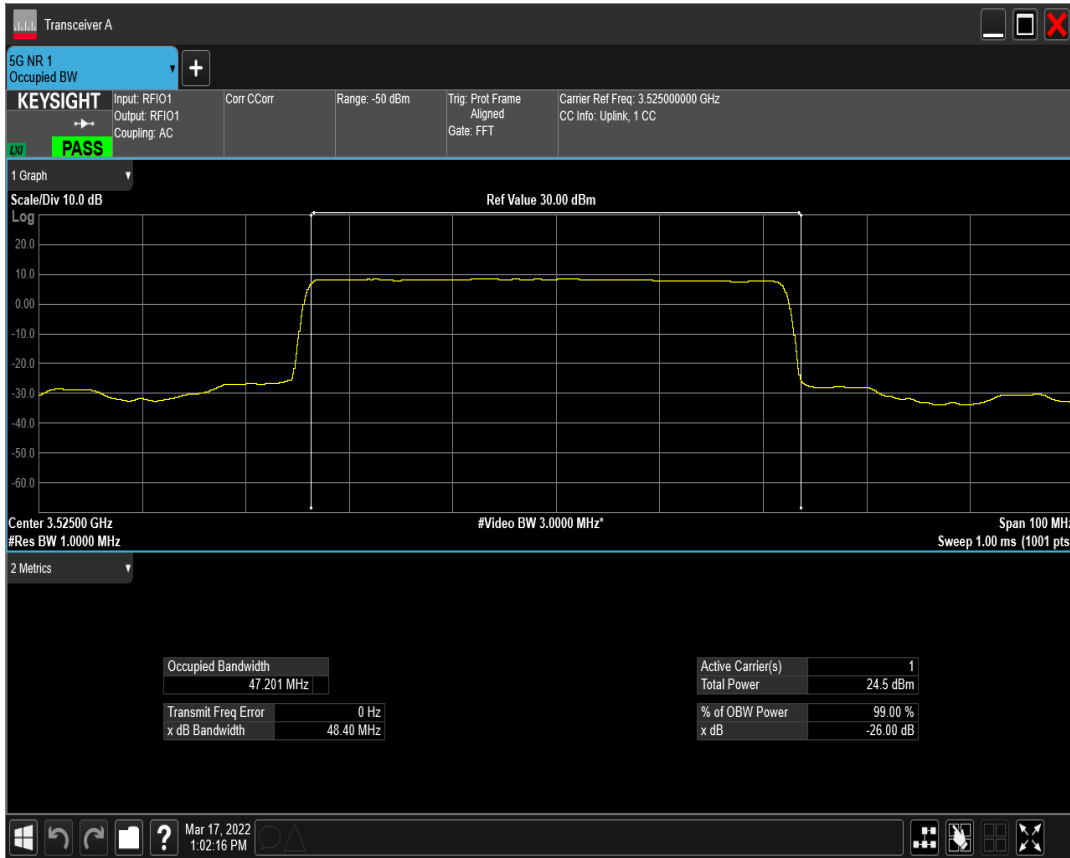 Transceiver A
5G NR 1
Occupied BW
KEYSIGHT
LXI
PASS
Input: RFIO1
Output: RFIO1
Coupling: AC
Corr CCorr
Range: -50 dBm
Trig: Prot Frame
Aligned
Gate: FFT
Carrier Ref Freq: 3.525000000 GHz
CC Info: Uplink, 1 CC
1 Graph
Scale/Div 10.0 dB
Ref Value 30.00 dBm
Log
20.0
10.0
0.00
-10.0
-20.0
-30.0
-40.0
-50.0
-60.0
Center 3.52500 GHz
#Video BW 3.0000 MHz*
Span 100 MHz
#Res BW 1.0000 MHz
Sweep 1.00 ms (1001 pts
2 Metrics
Occupied Bandwidth
47.201 MHz
Transmit Freq Error 0 Hz
x dB Bandwidth 48.40 MHz
Active Carrier(s) 1
Total Power 24.5 dBm
% of OBW Power 99.00 %
x dB -26.00 dB
?
Mar 17, 2022
1:02:16 PM